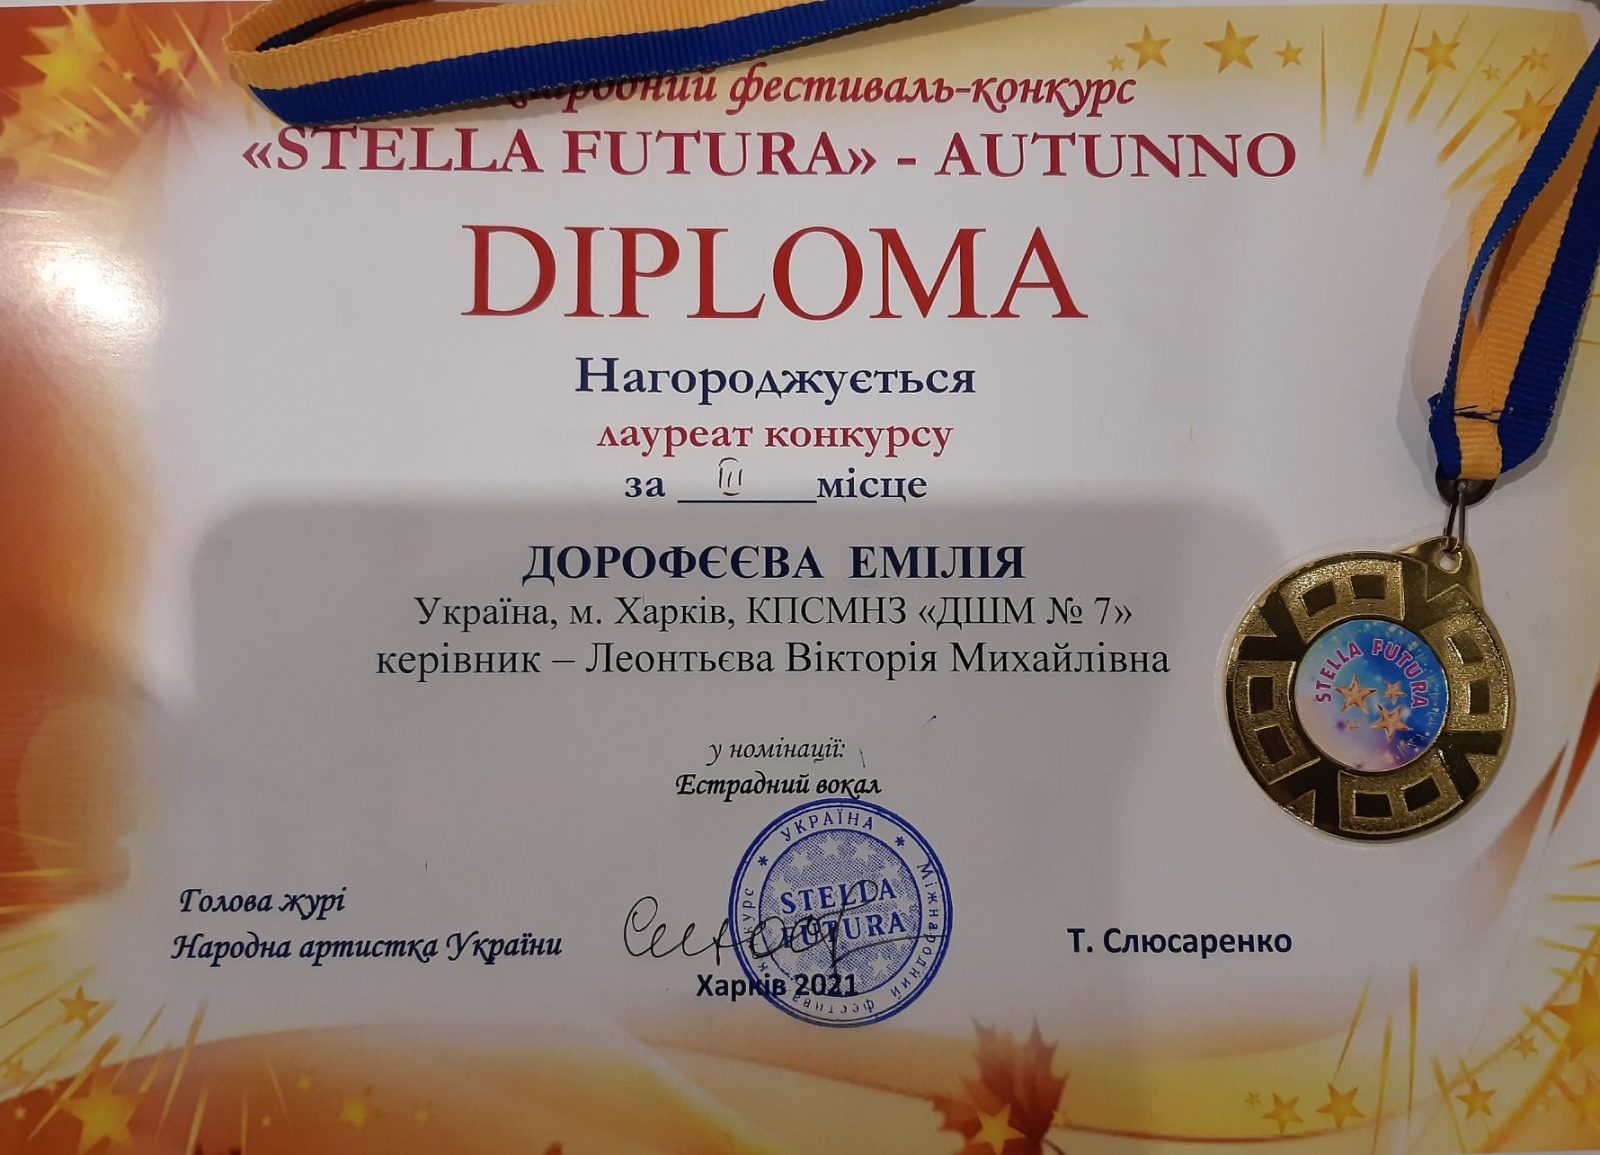 фестиваль-конкурс
«STELLA FUTURA» - AUTUNNO
DIPLOMA
Нагороджується
лауреат конкурсу
за III місце
ДОРОФЄЄВА ЕМІЛІЯ
Україна, м. Харків, КПСМНЗ «ДШМ № 7»
керівник – Леонтьєва Вікторія Михайлівна
STELLA FUTURA
у номінації:
Естрадний вокал
УКРАЇНА
Міжнародний фестиваль
STELLA
FUTURA
Голова журі
Народна артистка України
Т. Слюсаренко
Харків 2021